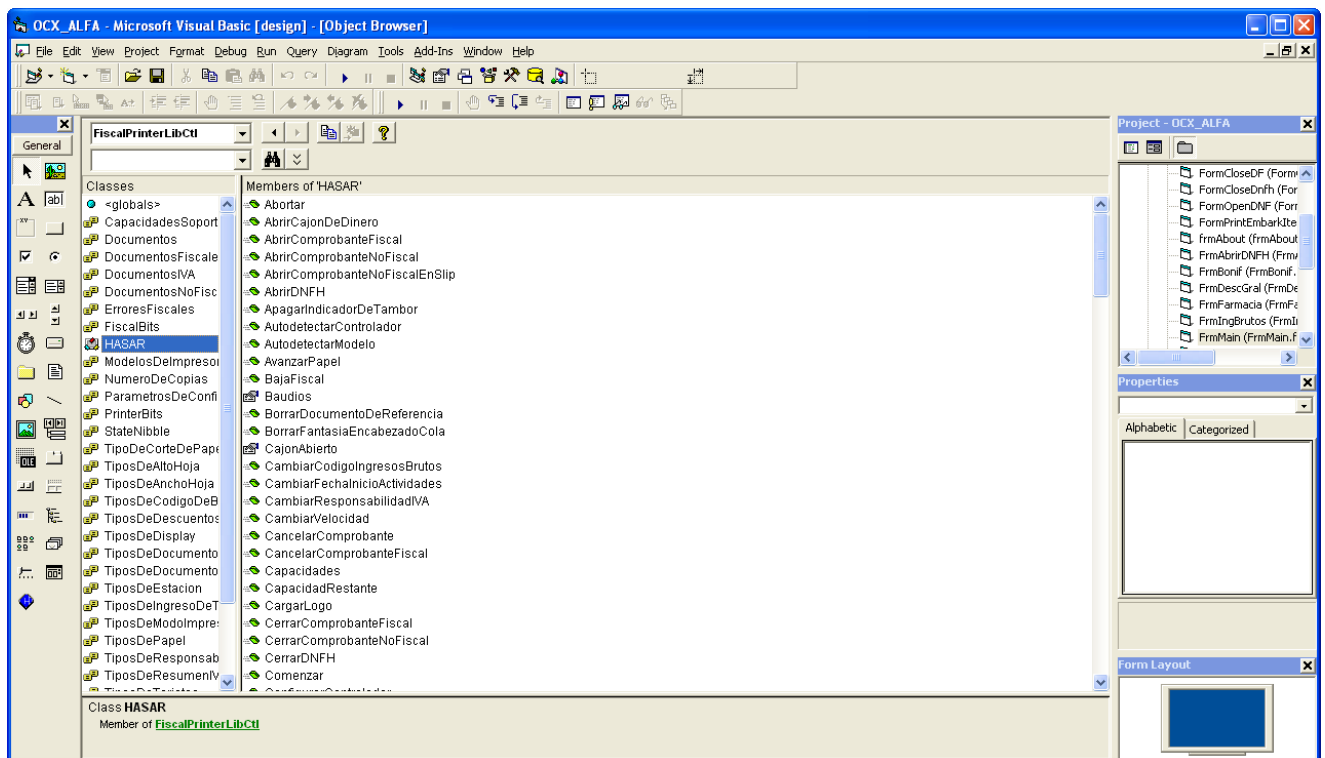 OCX_ALFA - Microsoft Visual Basic [design] - [Object Browser]
File Edit View Project Format Debug Run Query Diagram Tools Add-Ins Window Help
General
FiscalPrinterLibCtl
Classes
<globals>
CapacidadesSoport
Documentos
DocumentosFiscale
DocumentosIVA
DocumentosNoFisc
ErroresFiscales
FiscalBits
HASAR
ModelosDeImpresor
NumeroDeCopias
ParametrosDeConfi
PrinterBits
StateNibble
TipoDeCorteDePape
TiposDeAltoHoja
TiposDeAnchoHoja
TiposDeCodigoDeB
TiposDeDescuentos
TiposDeDisplay
TiposDeDocumento
TiposDeDocumento
TiposDeEstacion
TiposDeIngresoDeT
TiposDeModoImpre
TiposDePapel
TiposDeResponsab
TiposDeResumenIV
Members of 'HASAR'
Abortar
AbrirCajonDeDinero
AbrirComprobanteFiscal
AbrirComprobanteNoFiscal
AbrirComprobanteNoFiscalEnSlip
AbrirDNFH
ApagarIndicadorDeTambor
AutodetectarControlador
AutodetectarModelo
AvanzarPapel
BajaFiscal
Baudios
BorrarDocumentoDeReferencia
BorrarFantasiaEncabezadoCola
CajonAbierto
CambiarCodigoIngresosBrutos
CambiarFechaInicioActividades
CambiarResponsabilidadIVA
CambiarVelocidad
CancelarComprobante
CancelarComprobanteFiscal
Capacidades
CapacidadRestante
CargarLogo
CerrarComprobanteFiscal
CerrarComprobanteNoFiscal
CerrarDNFH
Comenzar
Class HASAR
Member of FiscalPrinterLibCtl
Project - OCX_ALFA
FormCloseDF (Form
FormCloseDnfh (For
FormOpenDNF (Forr
FormPrintEmbarkIte
frmAbout (frmAbout
FrmAbrirDNFH (Frm
FrmBonif (FrmBonif.
FrmDescGral (FrmDe
FrmFarmacia (FrmFa
FrmIngBrutos (FrmI
FrmMain (FrmMain.f
Properties
Alphabetic Categorized
Form Layout